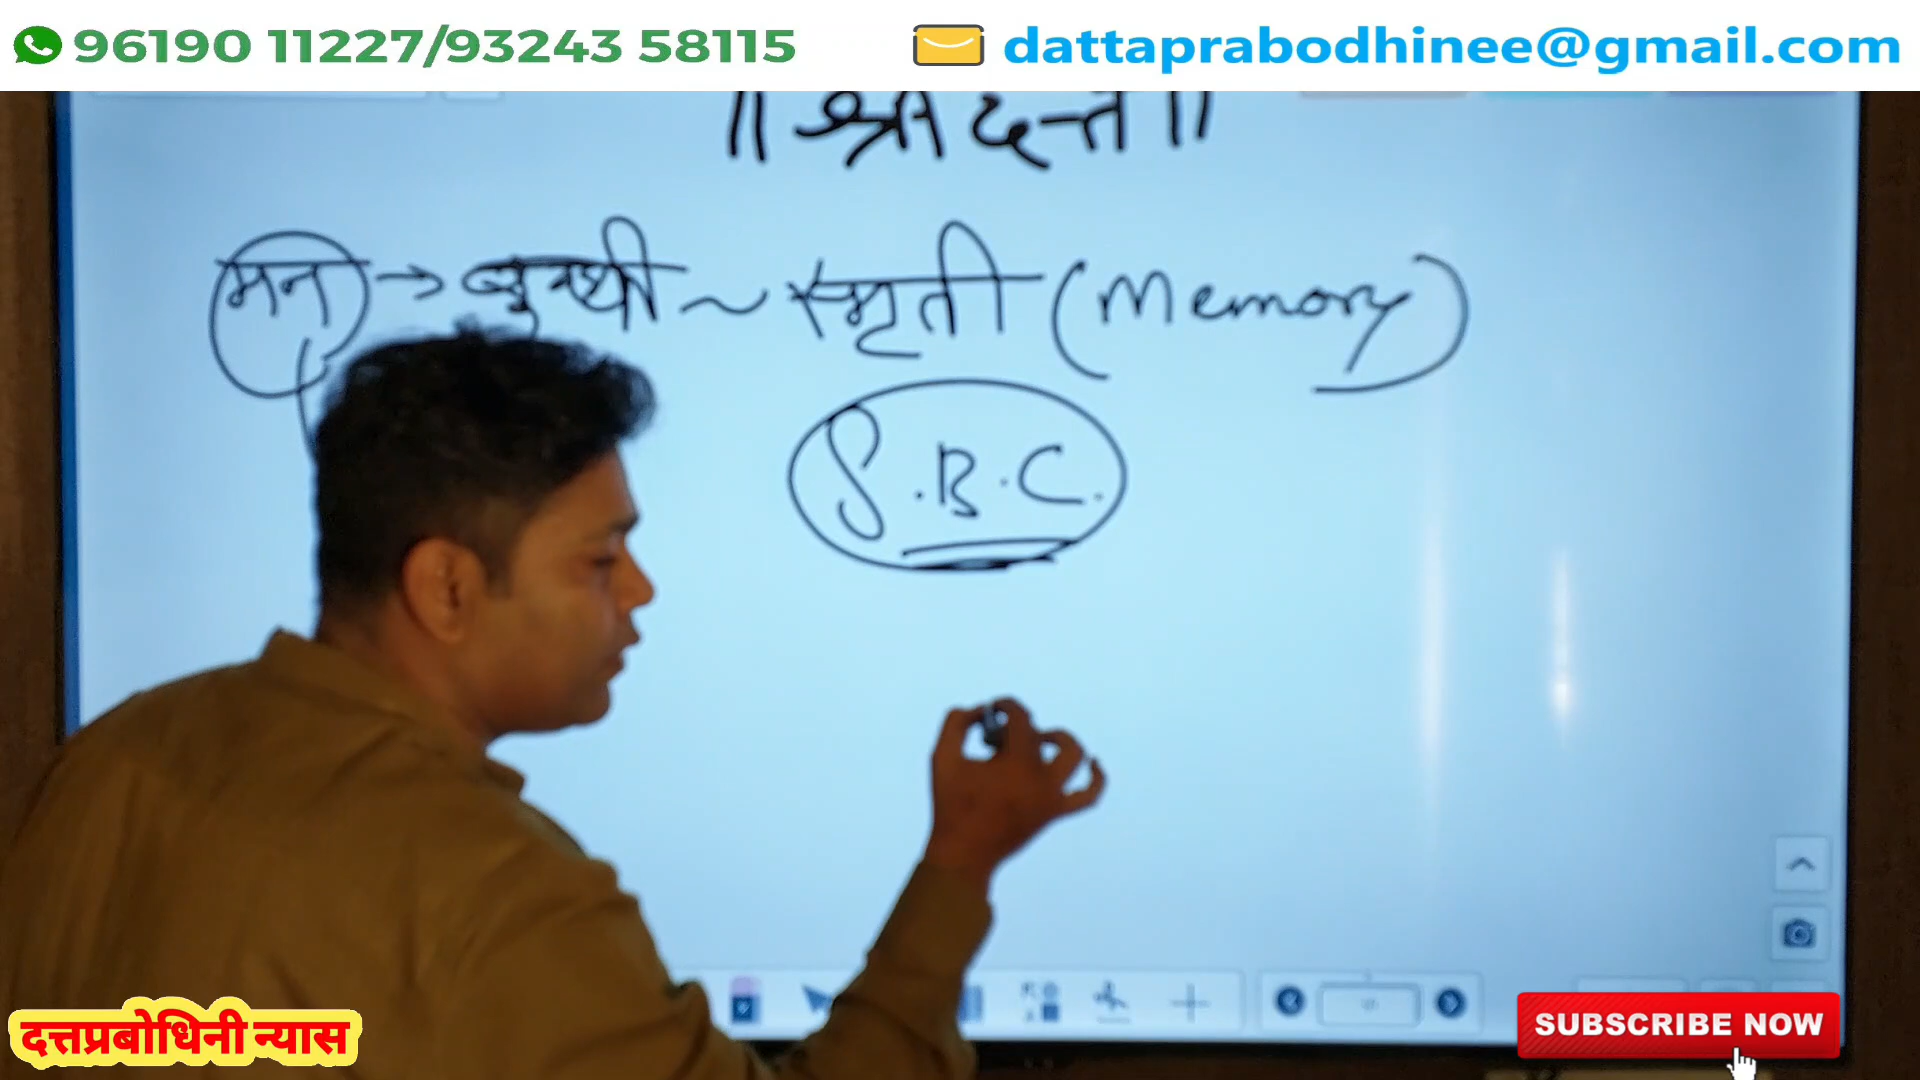 96190 11227/93243 58115 dattaprabodhinee@gmail.com
॥ श्री दत्त ॥
मन → बुध्दी ~ स्मृती (Memory)
S.B.C.
दत्तप्रबोधिनी न्यास
SUBSCRIBE NOW